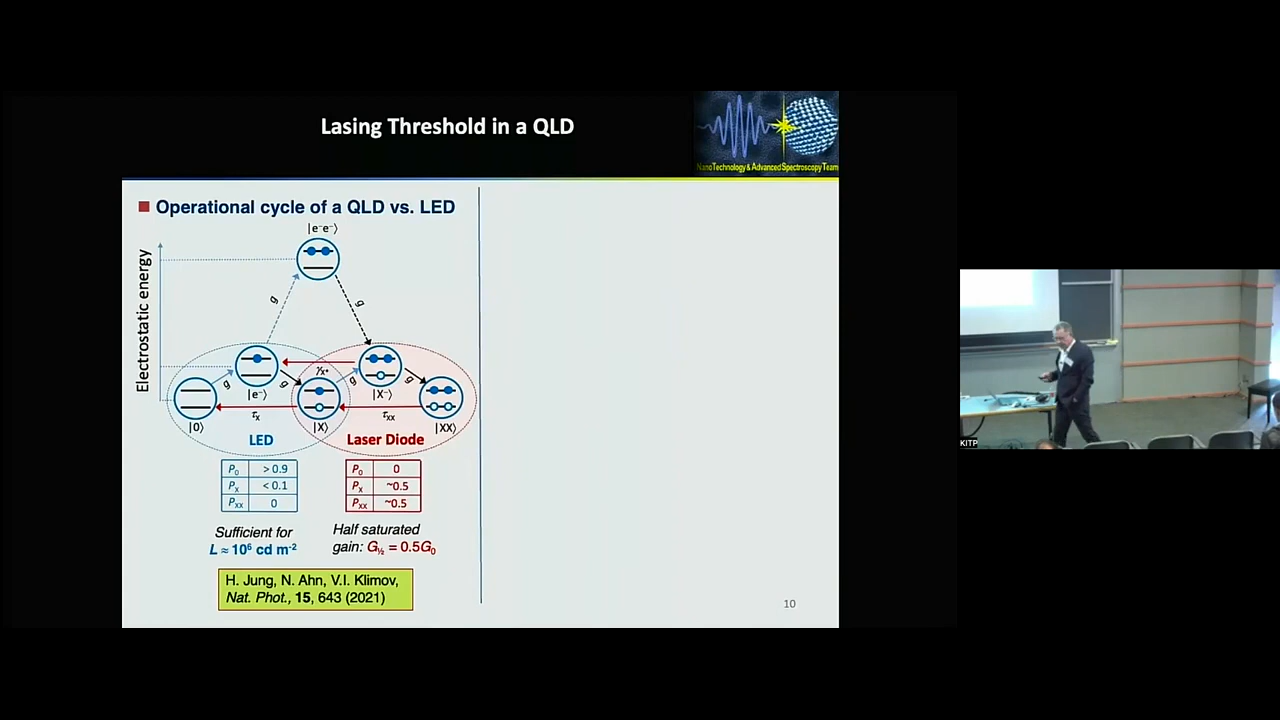 Lasing Threshold in a QLD
NanoTechnology & Advanced Spectroscopy Team
Operational cycle of a QLD vs. LED
Electrostatic energy
|e⁻e⁻⟩
g
g
g
g
g
g
γX*
|0⟩
|e⁻⟩
τX
|X⟩
|X⁻⟩
τXX
|XX⟩
LED
Laser Diode
P0 > 0.9
PX < 0.1
PXX 0
P0 0
PX ~0.5
PXX ~0.5
Sufficient for
L ≈ 10⁶ cd m⁻²
Half saturated
gain: G½ = 0.5G0
H. Jung, N. Ahn, V.I. Klimov,
Nat. Phot., 15, 643 (2021)
10
KITP